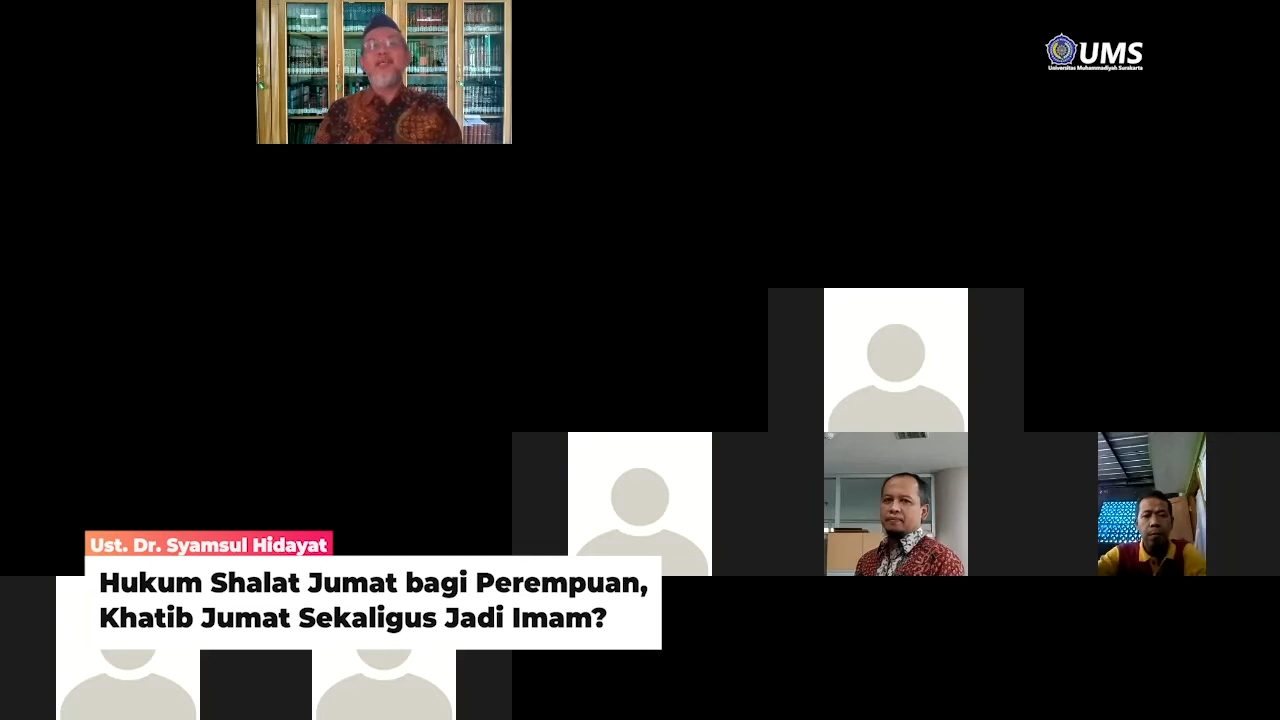 UMS
Universitas Muhammadiyah Surakarta
Ust. Dr. Syamsul Hidayat
Hukum Shalat Jumat bagi Perempuan,
Khatib Jumat Sekaligus Jadi Imam?